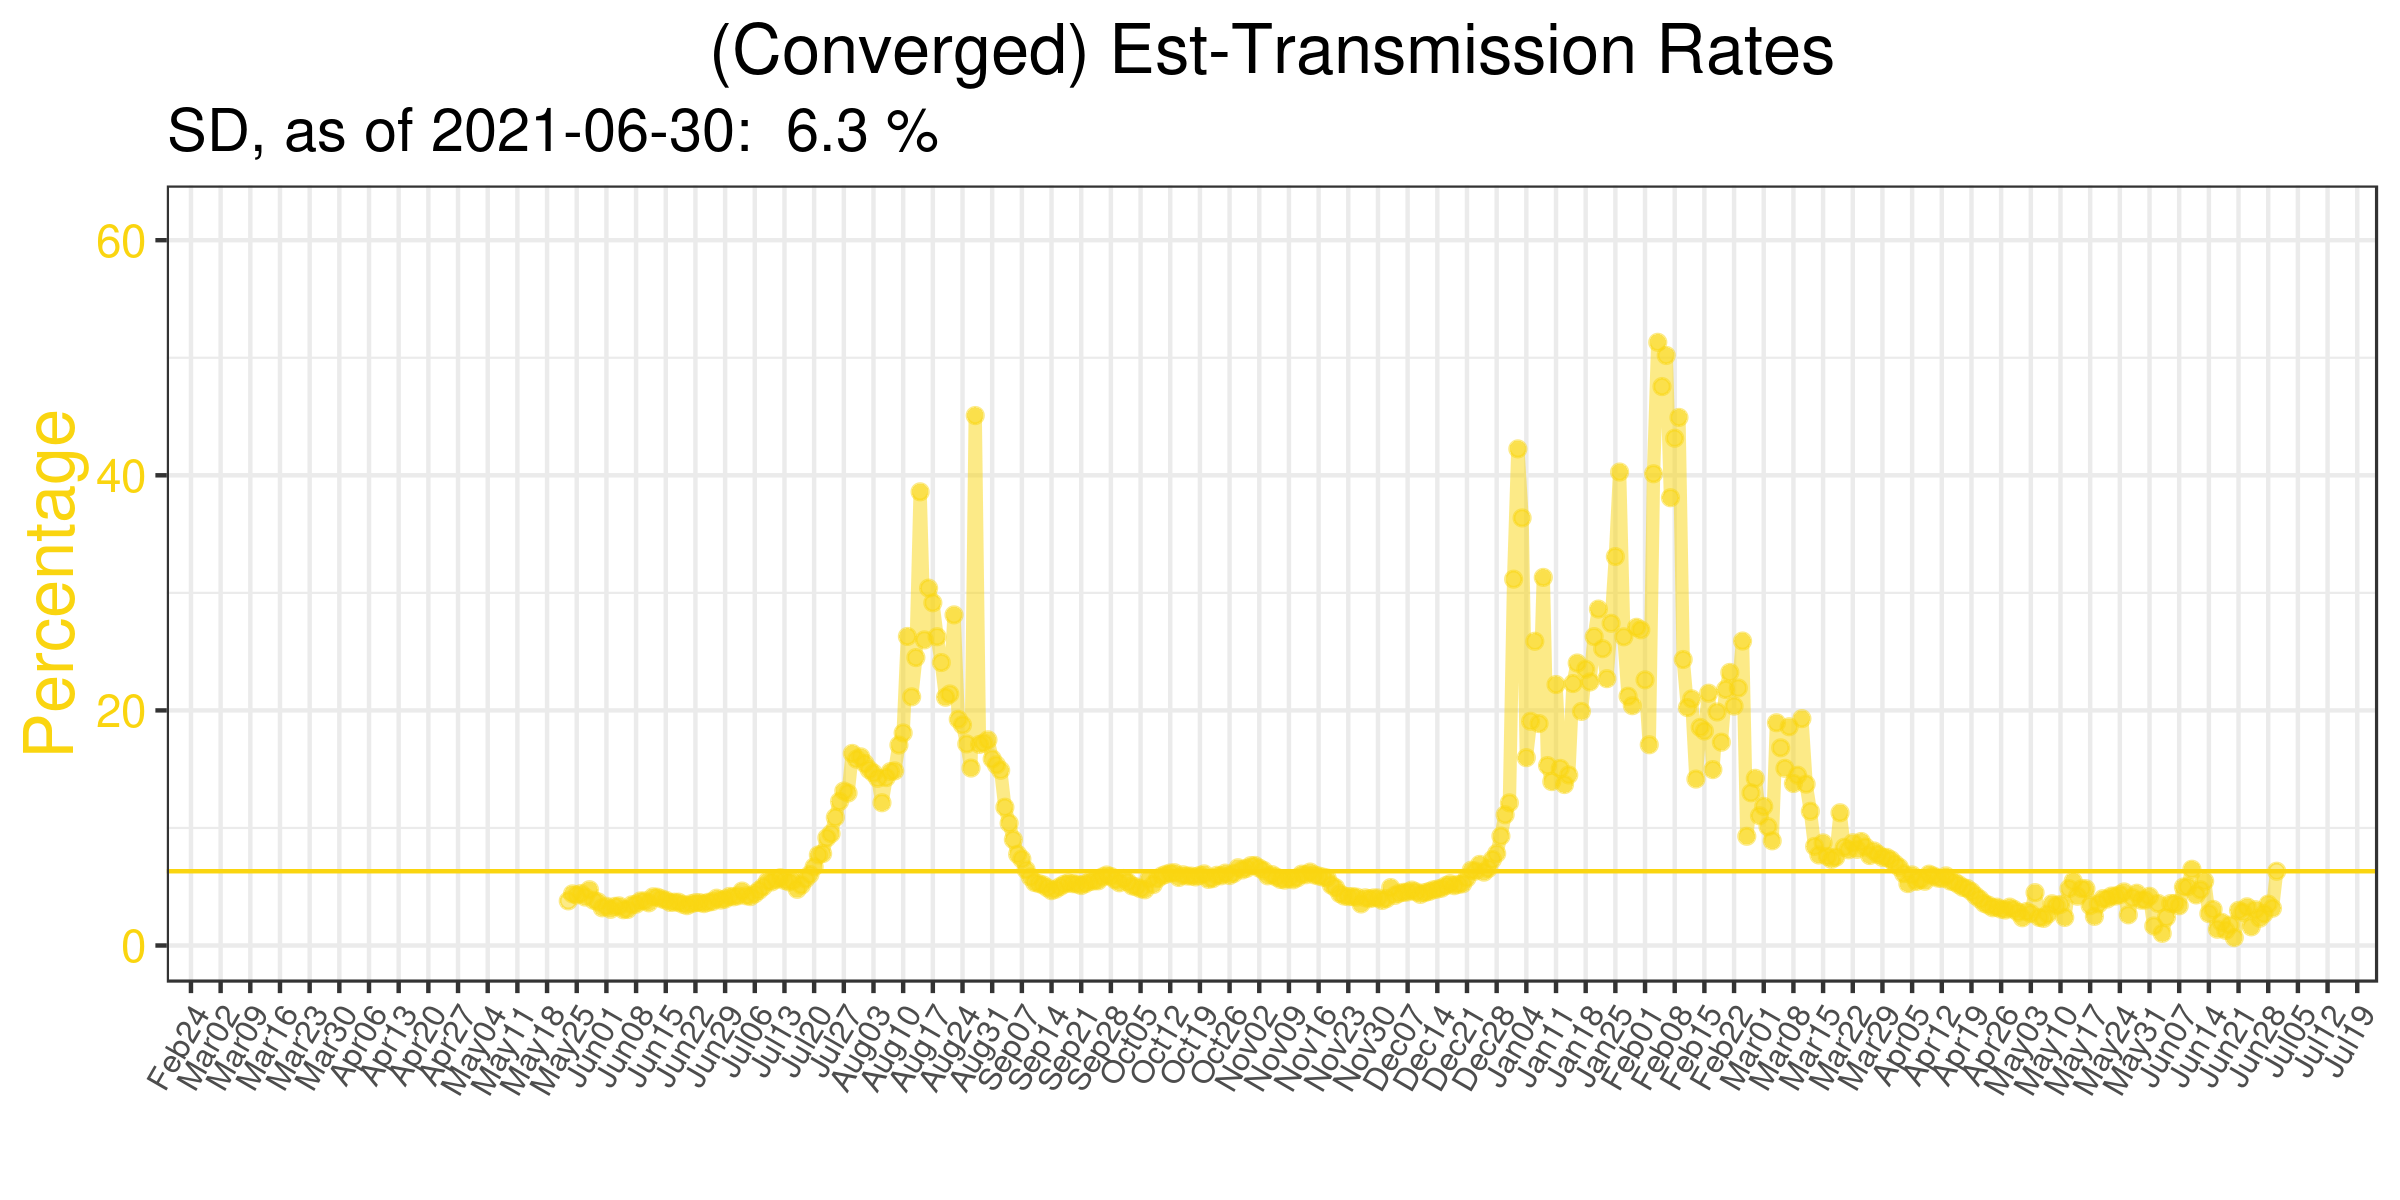 (Converged) Est-Transmission Rates
SD, as of 2021-06-30:  6.3 %
Percentage
60
40
20
0
Feb24
Mar02
Mar09
Mar16
Mar23
Mar30
Apr06
Apr13
Apr20
Apr27
May04
May11
May18
May25
Jun01
Jun08
Jun15
Jun22
Jun29
Jul06
Jul13
Jul20
Jul27
Aug03
Aug10
Aug17
Aug24
Aug31
Sep07
Sep14
Sep21
Sep28
Oct05
Oct12
Oct19
Oct26
Nov02
Nov09
Nov16
Nov23
Nov30
Dec07
Dec14
Dec21
Dec28
Jan04
Jan11
Jan18
Jan25
Feb01
Feb08
Feb15
Feb22
Mar01
Mar08
Mar15
Mar22
Mar29
Apr05
Apr12
Apr19
Apr26
May03
May10
May17
May24
May31
Jun07
Jun14
Jun21
Jun28
Jul05
Jul12
Jul19